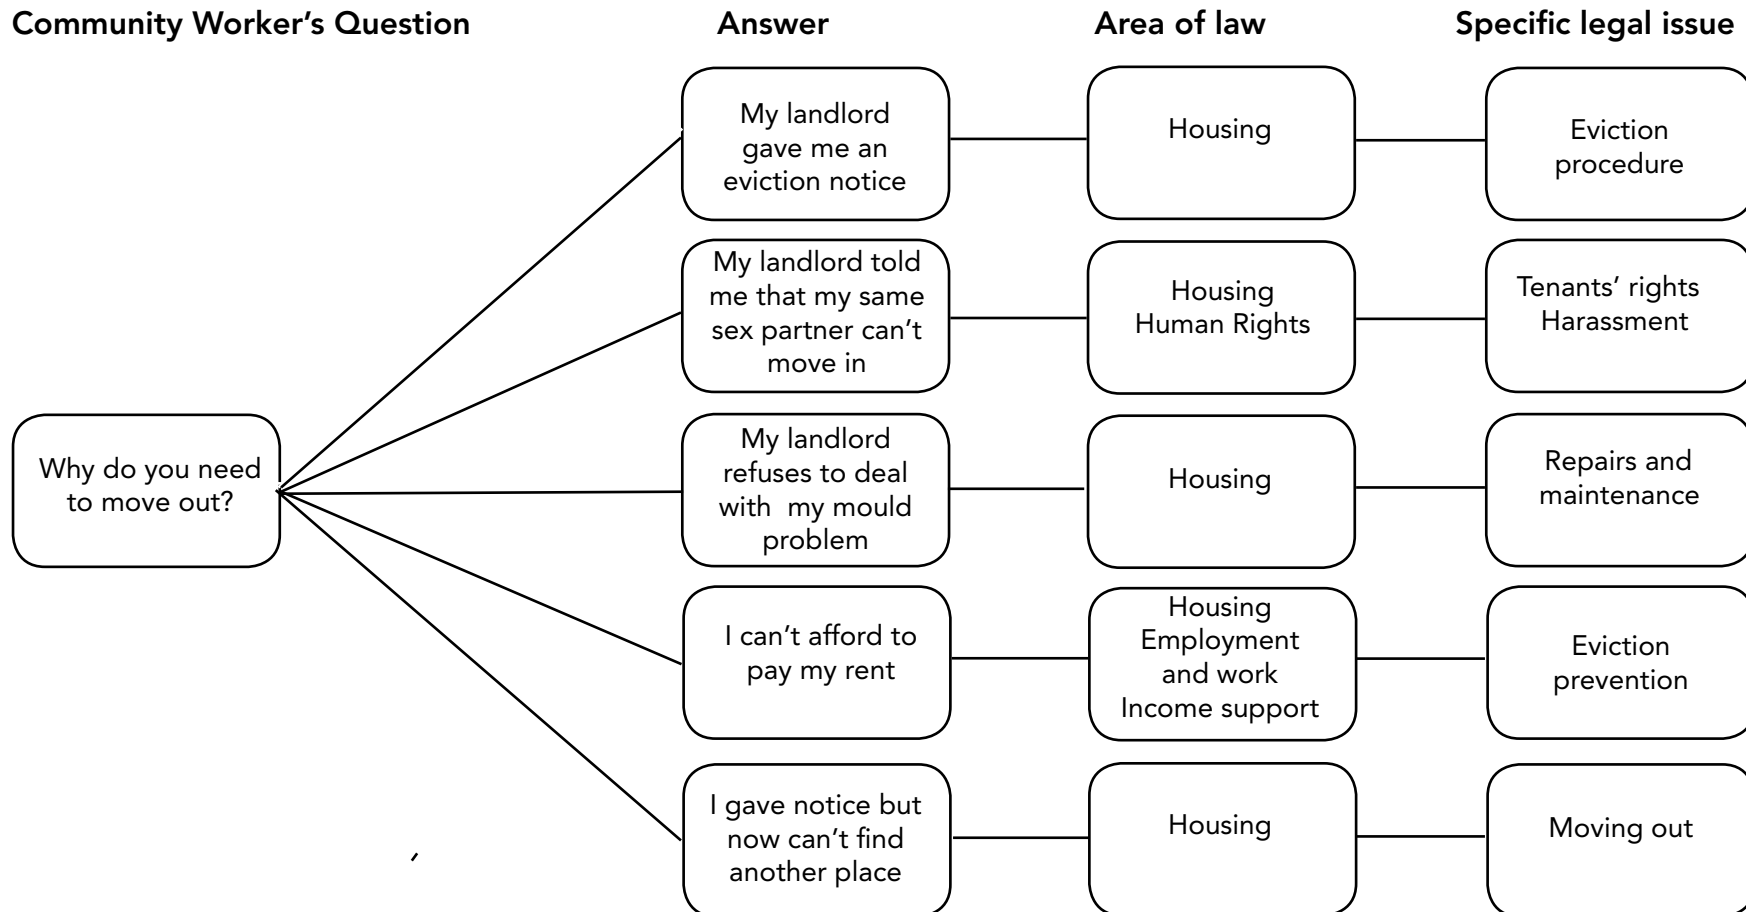 Community Worker's Question
Answer
Area of law
Specific legal issue
Why do you need
to move out?
My landlord
gave me an
eviction notice
Housing
Eviction
procedure
My landlord told
me that my same
sex partner can't
move in
Housing
Human Rights
Tenants' rights
Harassment
My landlord
refuses to deal
with my mould
problem
Housing
Repairs and
maintenance
I can't afford to
pay my rent
Housing
Employment
and work
Income support
Eviction
prevention
I gave notice but
now can't find
another place
Housing
Moving out